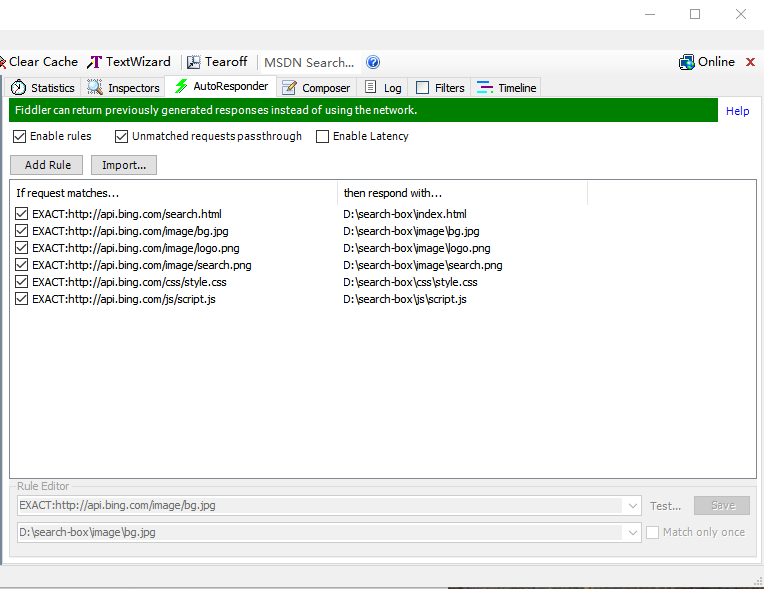 Clear Cache TextWizard Tearoff MSDN Search... Online
Statistics Inspectors AutoResponder Composer Log Filters Timeline
Fiddler can return previously generated responses instead of using the network. Help
Enable rules Unmatched requests passthrough Enable Latency
Add Rule Import...
If request matches... then respond with...
EXACT:http://api.bing.com/search.html D:\search-box\index.html
EXACT:http://api.bing.com/image/bg.jpg D:\search-box\image\bg.jpg
EXACT:http://api.bing.com/image/logo.png D:\search-box\image\logo.png
EXACT:http://api.bing.com/image/search.png D:\search-box\image\search.png
EXACT:http://api.bing.com/css/style.css D:\search-box\css\style.css
EXACT:http://api.bing.com/js/script.js D:\search-box\js\script.js
Rule Editor
EXACT:http://api.bing.com/image/bg.jpg Test... Save
D:\search-box\image\bg.jpg Match only once